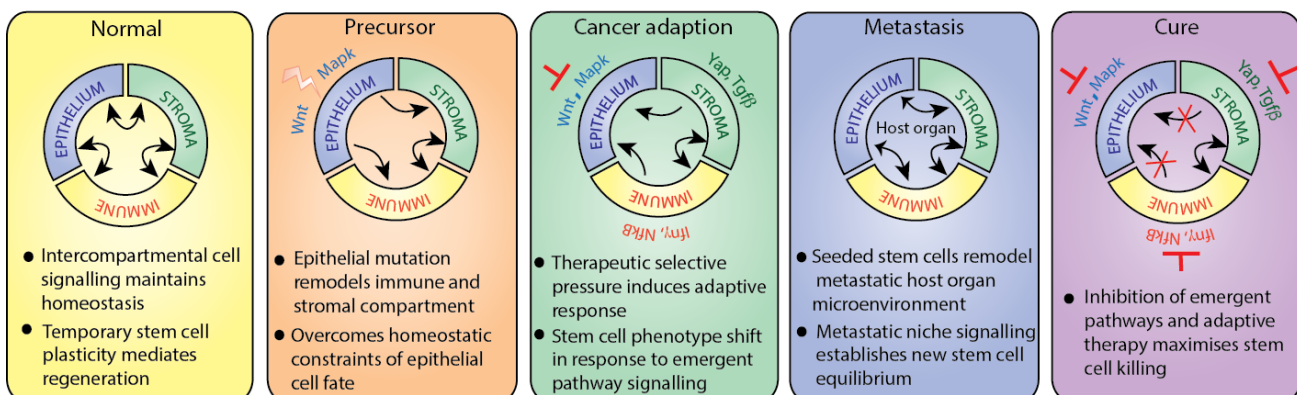 Normal
EPITHELIUM
STROMA
IMMUNE
Intercompartmental cell
signalling maintains
homeostasis
Temporary stem cell
plasticity mediates
regeneration
Precursor
Wnt
Mapk
EPITHELIUM
STROMA
IMMUNE
Epithelial mutation
remodels immune and
stromal compartment
Overcomes homeostatic
constraints of epithelial
cell fate
Cancer adaption
Wnt, Mapk
Yap, Tgfβ
EPITHELIUM
STROMA
IMMUNE
Ifnγ, NfkB
Therapeutic selective
pressure induces adaptive
response
Stem cell phenotype shift
in response to emergent
pathway signalling
Metastasis
EPITHELIUM
STROMA
Host organ
IMMUNE
Seeded stem cells remodel
metastatic host organ
microenvironment
Metastatic niche signalling
establishes new stem cell
equilibrium
Cure
Wnt, Mapk
Yap, Tgfβ
EPITHELIUM
STROMA
IMMUNE
Ifnγ, NfkB
Inhibition of emergent
pathways and adaptive
therapy maximises stem
cell killing